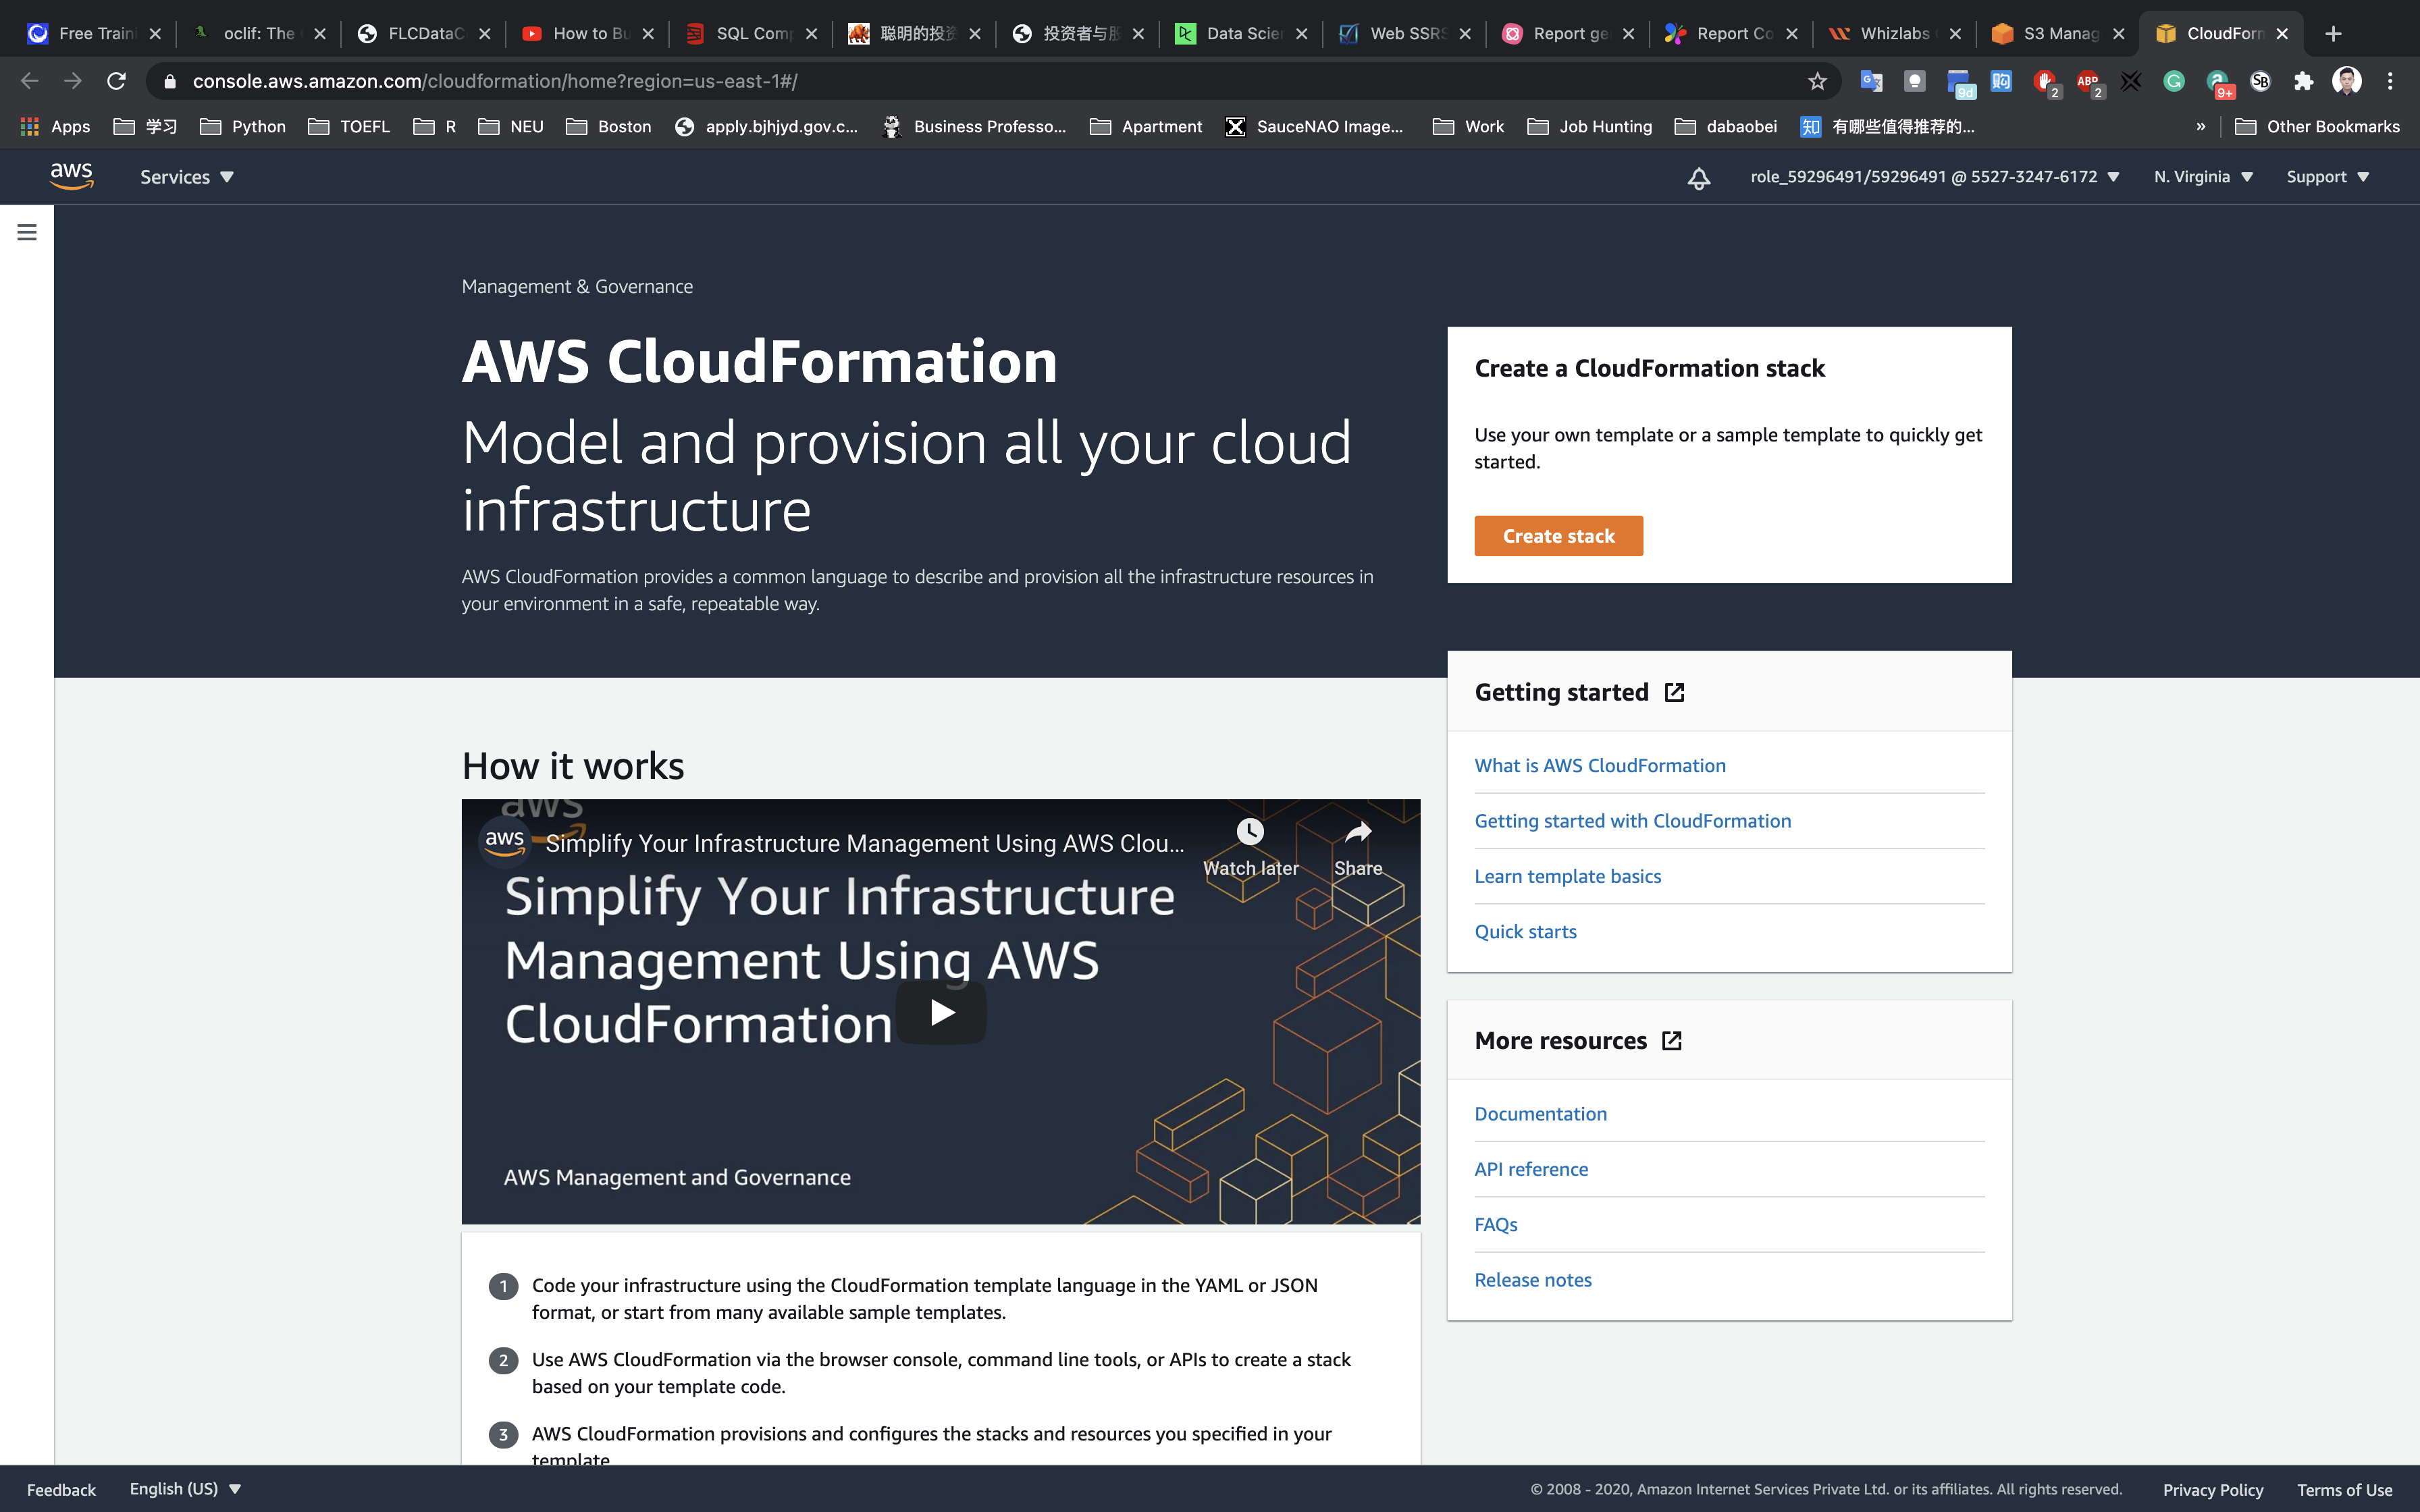 Free Traini
oclif: The
FLCDataC
How to Bu
SQL Comp
聪明的投资
投资者与股
Data Scien
Web SSRS
Report ge
Report Co
Whizlabs
S3 Manag
CloudForm
console.aws.amazon.com/cloudformation/home?region=us-east-1#/
9d
购
2
ABP
2
9+
SB
Apps
学习
Python
TOEFL
R
NEU
Boston
apply.bjhjyd.gov.c...
Business Professo...
Apartment
SauceNAO Image...
Work
Job Hunting
dabaobei
知 有哪些值得推荐的...
»
Other Bookmarks
aws
Services
role_59296491/59296491 @ 5527-3247-6172
N. Virginia
Support
Management & Governance
AWS CloudFormation
Model and provision all your cloud
infrastructure
AWS CloudFormation provides a common language to describe and provision all the infrastructure resources in
your environment in a safe, repeatable way.
Create a CloudFormation stack
Use your own template or a sample template to quickly get
started.
Create stack
Getting started
What is AWS CloudFormation
Getting started with CloudFormation
Learn template basics
Quick starts
How it works
aws
aws
Simplify Your Infrastructure Management Using AWS Clou...
Watch later
Share
Simplify Your Infrastructure
Management Using AWS
CloudFormation
AWS Management and Governance
More resources
Documentation
API reference
FAQs
Release notes
1 Code your infrastructure using the CloudFormation template language in the YAML or JSON
format, or start from many available sample templates.
2 Use AWS CloudFormation via the browser console, command line tools, or APIs to create a stack
based on your template code.
3 AWS CloudFormation provisions and configures the stacks and resources you specified in your
template
Feedback
English (US)
© 2008 - 2020, Amazon Internet Services Private Ltd. or its affiliates. All rights reserved.
Privacy Policy
Terms of Use